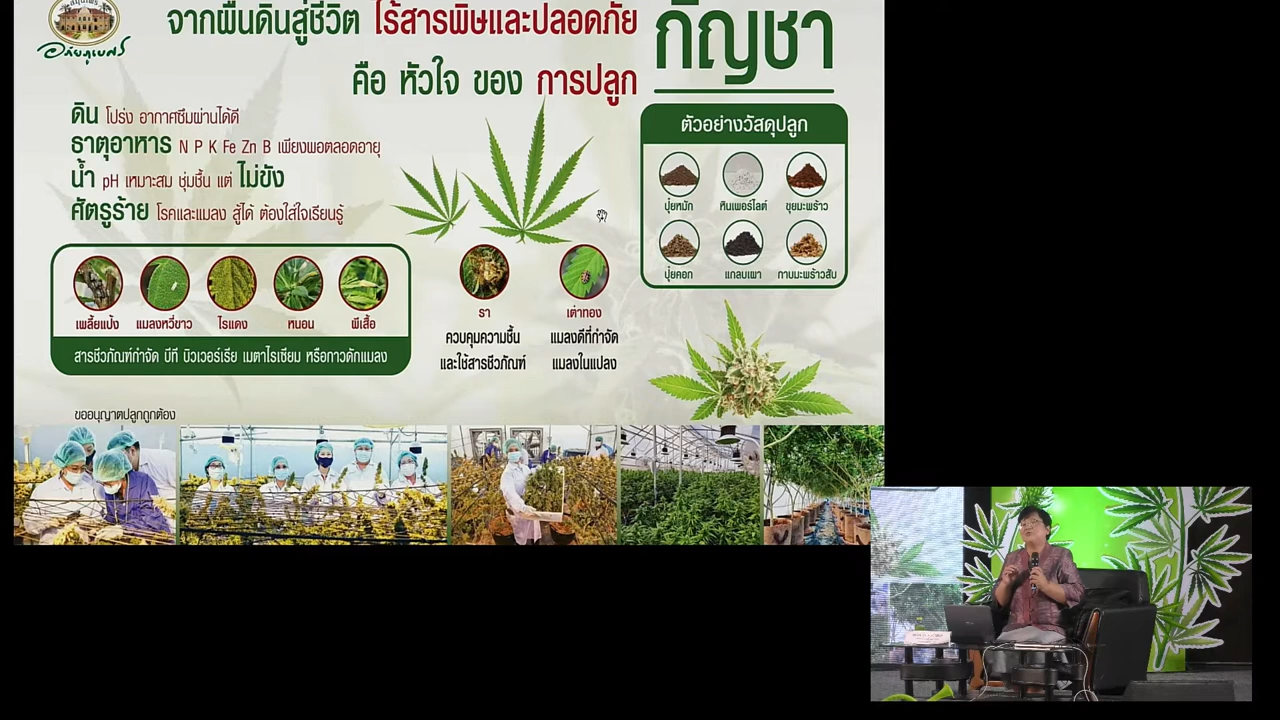 อภัยภูเบศร
จากผืนดินสู่ชีวิต ไร้สารพิษและปลอดภัย
คือ หัวใจ ของ การปลูก
กัญชา
ดิน โปร่ง อากาศซึมผ่านได้ดี
ธาตุอาหาร N P K Fe Zn B เพียงพอตลอดอายุ
น้ำ pH เหมาะสม ชุ่มชื้น แต่ ไม่ขัง
ศัตรูร้าย โรคและแมลง สู้ได้ ต้องใส่ใจเรียนรู้
ตัวอย่างวัสดุปลูก
ปุ๋ยหมัก หินเพอร์ไลต์ ขุยมะพร้าว
ปุ๋ยคอก แกลบเผา กาบมะพร้าวสับ
เพลี้ยแป้ง แมลงหวี่ขาว ไรแดง หนอน ผีเสื้อ
สารชีวภัณฑ์กำจัด บีที บิวเวอร์เรีย เมตาไรเซียม หรือกาวดักแมลง
รา
ควบคุมความชื้น
และใช้สารชีวภัณฑ์
เต่าทอง
แมลงดีที่กำจัด
แมลงในแปลง
ขออนุญาตปลูกถูกต้อง